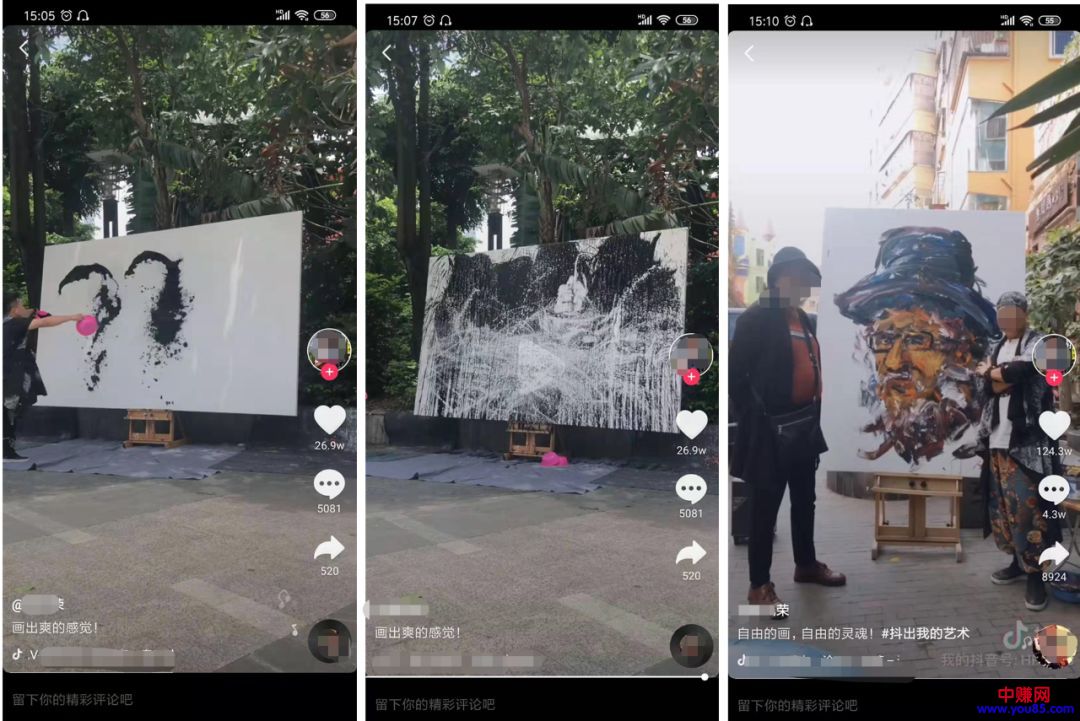 15:05
HD
56
26.9w
5081
520
@
荣
画出爽的感觉！
留下你的精彩评论吧
15:07
HD
56
26.9w
5081
520
画出爽的感觉！
留下你的精彩评论吧
15:10
HD
55
124.3w
4.3w
8924
荣
自由的画，自由的灵魂！#抖出我的艺术
我的抖音号: H
留下你的精彩评论吧
中赚网
www.you85.com